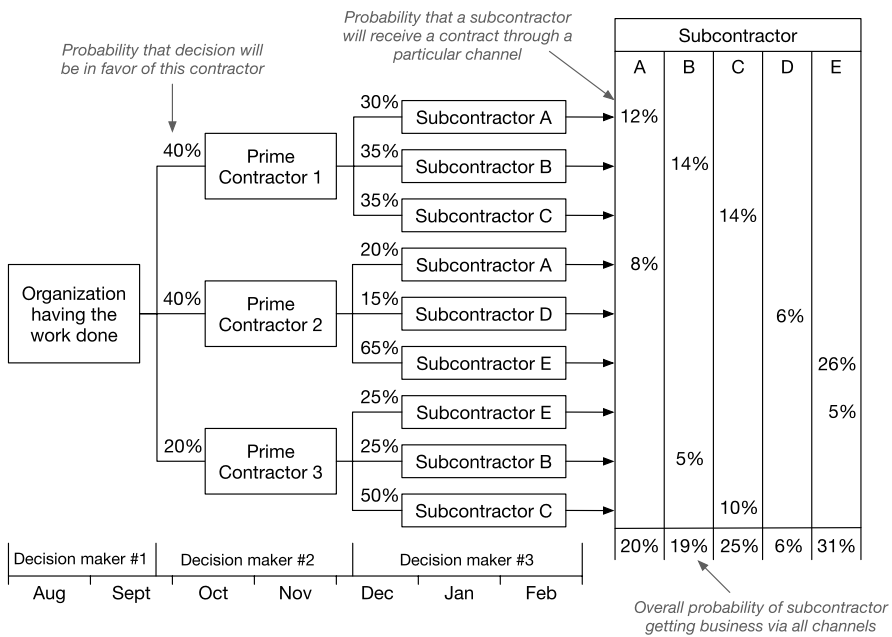 Probability that a subcontractor
will receive a contract through a
particular channel
Probability that decision will
be in favor of this contractor
Subcontractor
A B C D E
30% Subcontractor A 12%
40% Prime
Contractor 1
35% Subcontractor B 14%
35% Subcontractor C 14%
20% Subcontractor A 8%
Organization
having the
work done
40% Prime
Contractor 2
15% Subcontractor D 6%
65% Subcontractor E 26%
25% Subcontractor E 5%
20% Prime
Contractor 3
25% Subcontractor B 5%
50% Subcontractor C 10%
20% 19% 25% 6% 31%
Decision maker #1 Decision maker #2 Decision maker #3
Aug Sept Oct Nov Dec Jan Feb
Overall probability of subcontractor
getting business via all channels